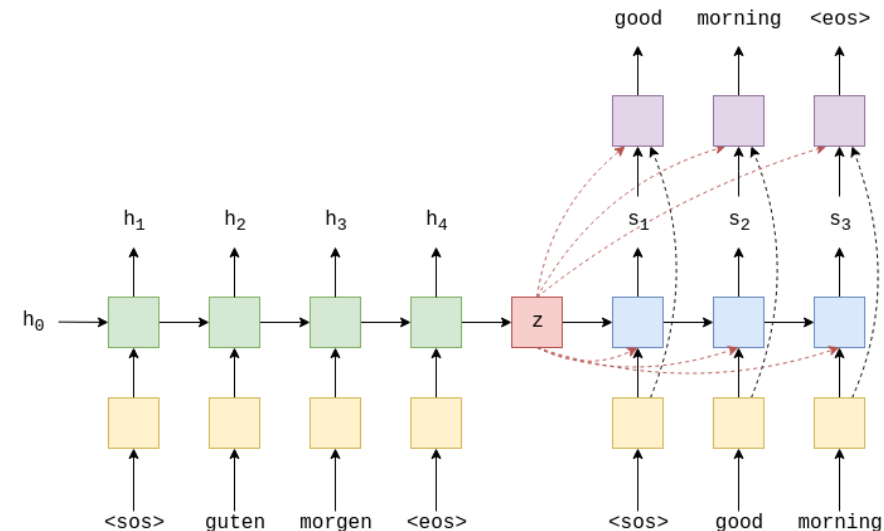 good morning <eos>
h1 h2 h3 h4 s1 s2 s3
h0 z
<sos> guten morgen <eos> <sos> good morning